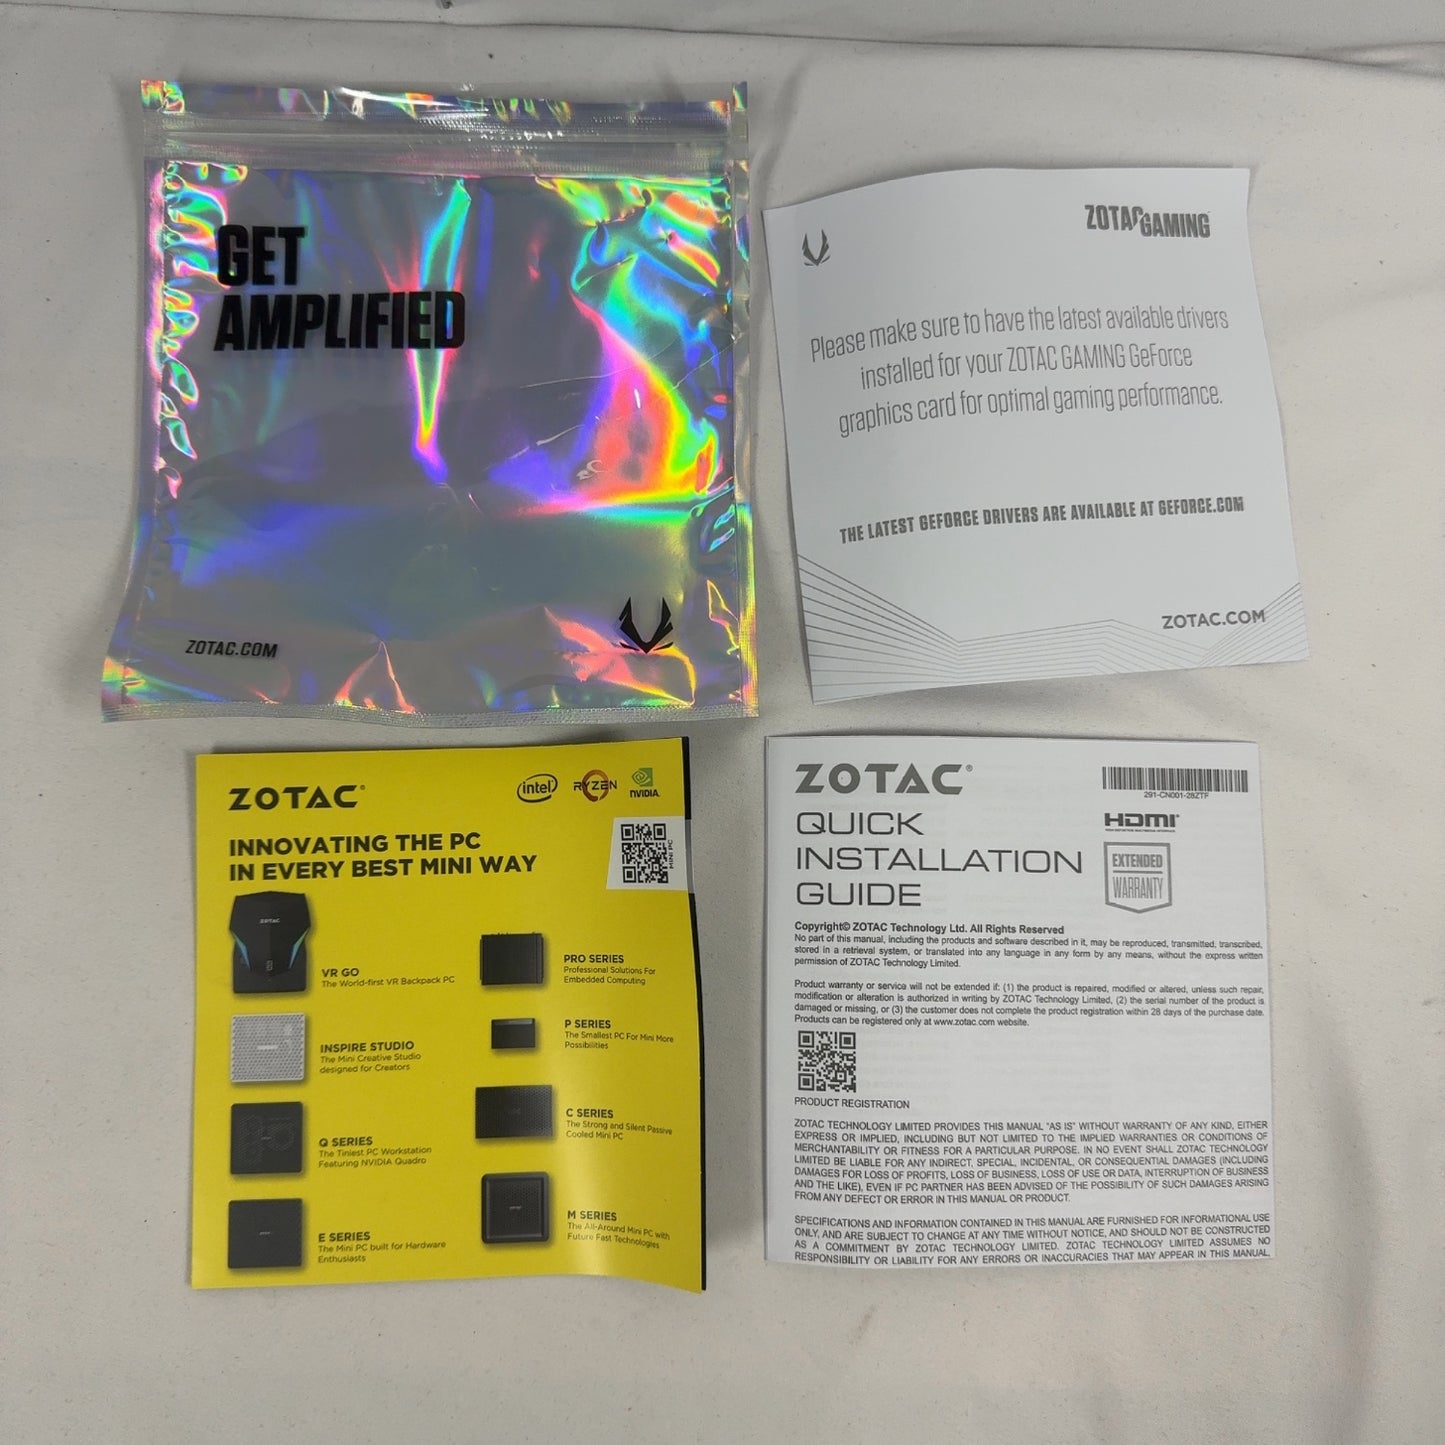 GET
AMPLIFIED
ZOTAC.COM
ZOTAC GAMING
Please make sure to have the latest available drivers
installed for your ZOTAC GAMING GeForce
graphics card for optimal gaming performance.
THE LATEST GEFORCE DRIVERS ARE AVAILABLE AT GEFORCE.COM
ZOTAC.COM
ZOTAC®
intel
RYZEN
NVIDIA
INNOVATING THE PC
IN EVERY BEST MINI WAY
MINI PC
ZOTAC
VR GO
The World-first VR Backpack PC
INSPIRE STUDIO
The Mini Creative Studio
designed for Creators
Q SERIES
The Tiniest PC Workstation
Featuring NVIDIA Quadro
E SERIES
The Mini PC built for Hardware
Enthusiasts
PRO SERIES
Professional Solutions For
Embedded Computing
P SERIES
The Smallest PC For Mini More
Possibilities
C SERIES
The Strong and Silent Passive
Cooled Mini PC
M SERIES
The All-Around Mini PC with
Future Fast Technologies
ZOTAC®
291-CN001-28ZTF
QUICK
INSTALLATION
GUIDE
HDMI
HIGH-DEFINITION MULTIMEDIA INTERFACE
EXTENDED
WARRANTY
Copyright© ZOTAC Technology Ltd. All Rights Reserved
No part of this manual, including the products and software described in it, may be reproduced, transmitted, transcribed,
stored in a retrieval system, or translated into any language in any form by any means, without the express written
permission of ZOTAC Technology Limited.
Product warranty or service will not be extended if: (1) the product is repaired, modified or altered, unless such repair,
modification or alteration is authorized in writing by ZOTAC Technology Limited, (2) the serial number of the product is
damaged or missing, or (3) the customer does not complete the product registration within 28 days of the purchase date.
Products can be registered only at www.zotac.com website.
PRODUCT REGISTRATION
ZOTAC TECHNOLOGY LIMITED PROVIDES THIS MANUAL "AS IS" WITHOUT WARRANTY OF ANY KIND, EITHER
EXPRESS OR IMPLIED, INCLUDING BUT NOT LIMITED TO THE IMPLIED WARRANTIES OR CONDITIONS OF
MERCHANTABILITY OR FITNESS FOR A PARTICULAR PURPOSE. IN NO EVENT SHALL ZOTAC TECHNOLOGY
LIMITED BE LIABLE FOR ANY INDIRECT, SPECIAL, INCIDENTAL, OR CONSEQUENTIAL DAMAGES (INCLUDING
DAMAGES FOR LOSS OF PROFITS, LOSS OF BUSINESS, LOSS OF USE OR DATA, INTERRUPTION OF BUSINESS
AND THE LIKE), EVEN IF PC PARTNER HAS BEEN ADVISED OF THE POSSIBILITY OF SUCH DAMAGES ARISING
FROM ANY DEFECT OR ERROR IN THIS MANUAL OR PRODUCT.
SPECIFICATIONS AND INFORMATION CONTAINED IN THIS MANUAL ARE FURNISHED FOR INFORMATIONAL USE
ONLY, AND ARE SUBJECT TO CHANGE AT ANY TIME WITHOUT NOTICE, AND SHOULD NOT BE CONSTRUCTED
AS A COMMITMENT BY ZOTAC TECHNOLOGY LIMITED. ZOTAC TECHNOLOGY LIMITED ASSUMES NO
RESPONSIBILITY OR LIABILITY FOR ANY ERRORS OR INACCURACIES THAT MAY APPEAR IN THIS MANUAL,